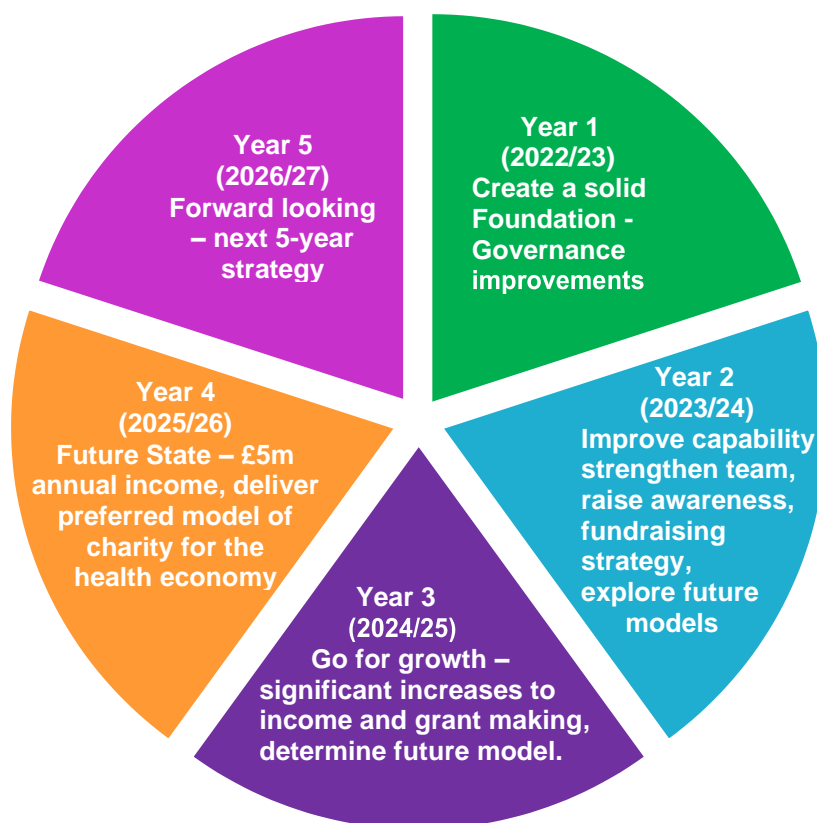 Year 1
(2022/23)
Create a solid
Foundation -
Governance
improvements
Year 2
(2023/24)
Improve capability
strengthen team,
raise awareness,
fundraising
strategy,
explore future
models
Year 3
(2024/25)
Go for growth –
significant increases to
income and grant making,
determine future model.
Year 4
(2025/26)
Future State – £5m
annual income, deliver
preferred model of
charity for the
health economy
Year 5
(2026/27)
Forward looking
– next 5-year
strategy